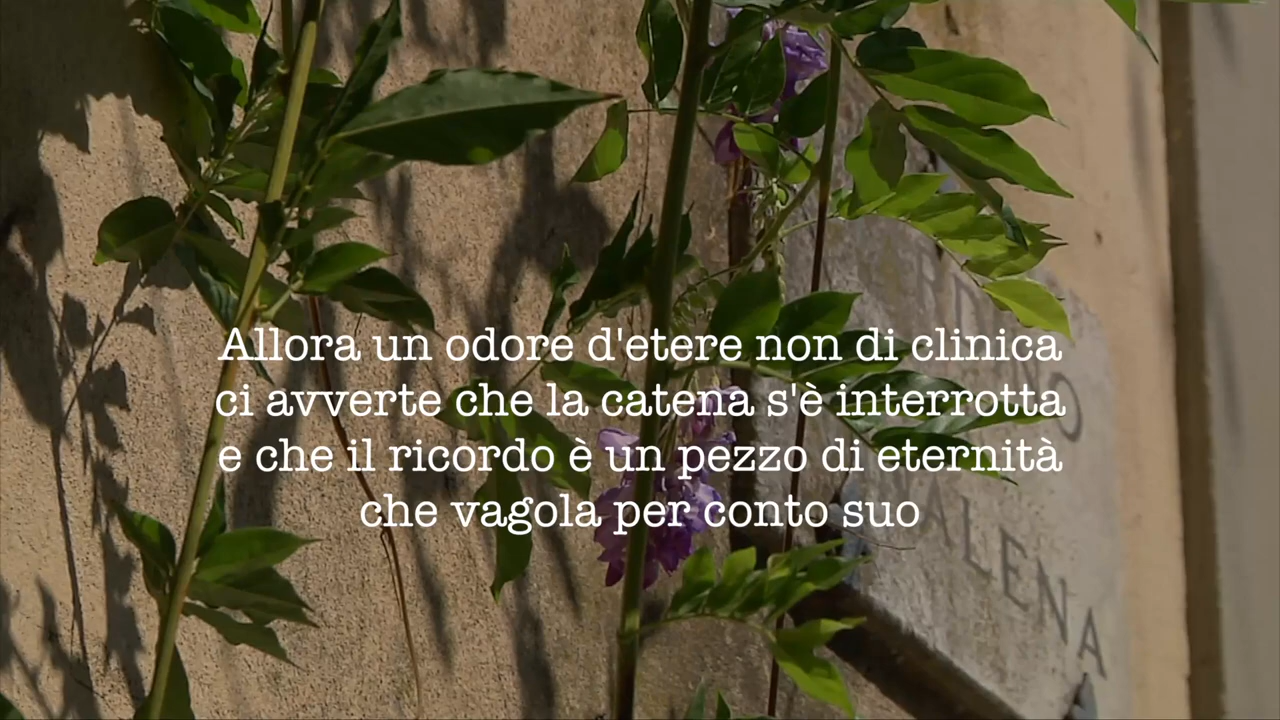 Allora un odore d'etere non di clinica
ci avverte che la catena s'è interrotta
e che il ricordo è un pezzo di eternità
che vagola per conto suo